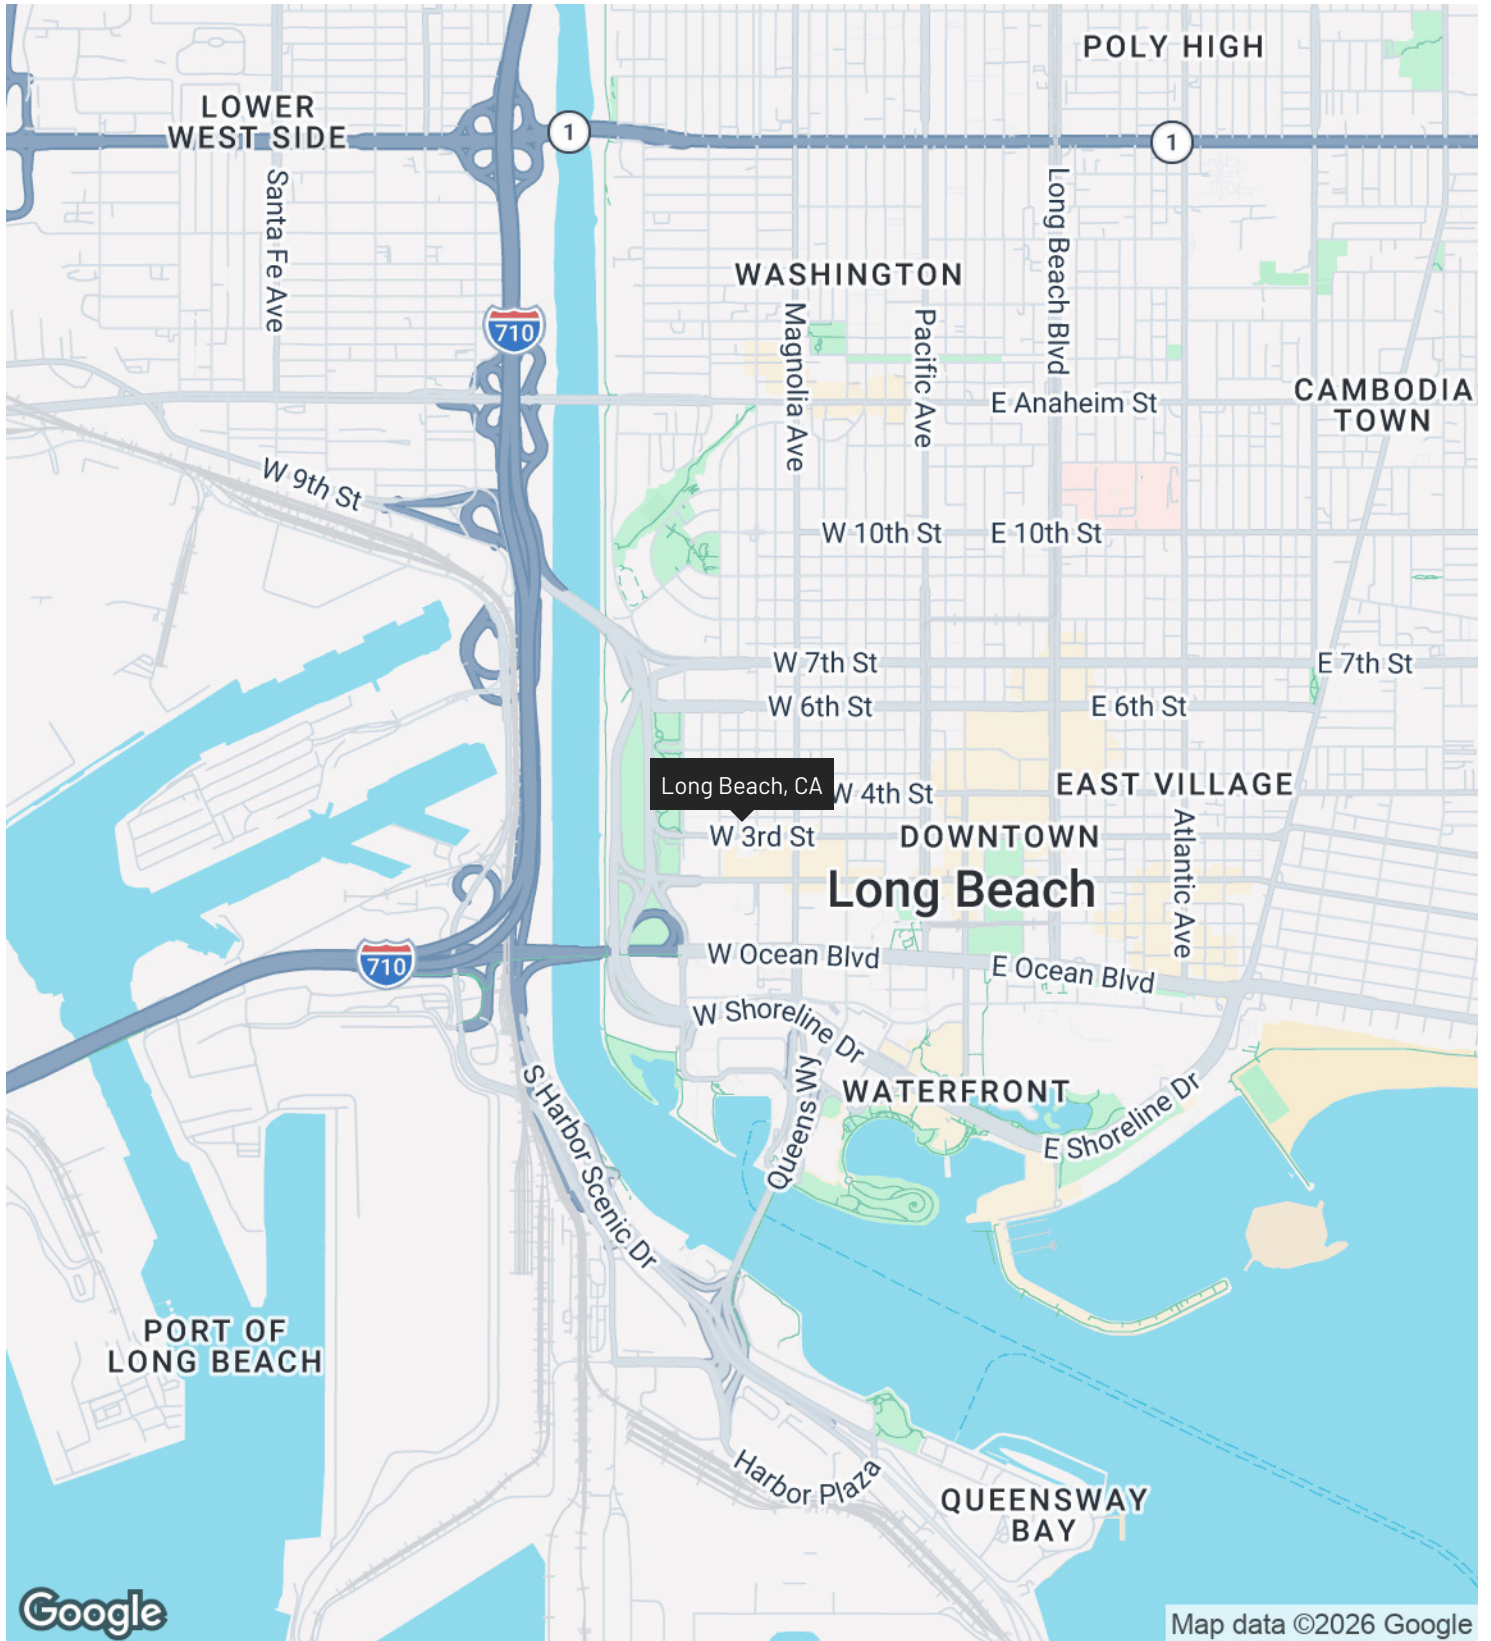 POLY HIGH
LOWER
WEST SIDE
1
1
Santa Fe Ave
Long Beach Blvd
WASHINGTON
710
Magnolia Ave
Pacific Ave
E Anaheim St
CAMBODIA
TOWN
W 9th St
W 10th St
E 10th St
W 7th St
E 7th St
W 6th St
E 6th St
Long Beach, CA
W 4th St
EAST VILLAGE
W 3rd St
DOWNTOWN
Atlantic Ave
Long Beach
710
W Ocean Blvd
E Ocean Blvd
W Shoreline Dr
Queens Wy
WATERFRONT
S Harbor Scenic Dr
E Shoreline Dr
PORT OF
LONG BEACH
Harbor Plaza
QUEENSWAY
BAY
Google
Map data ©2026 Google